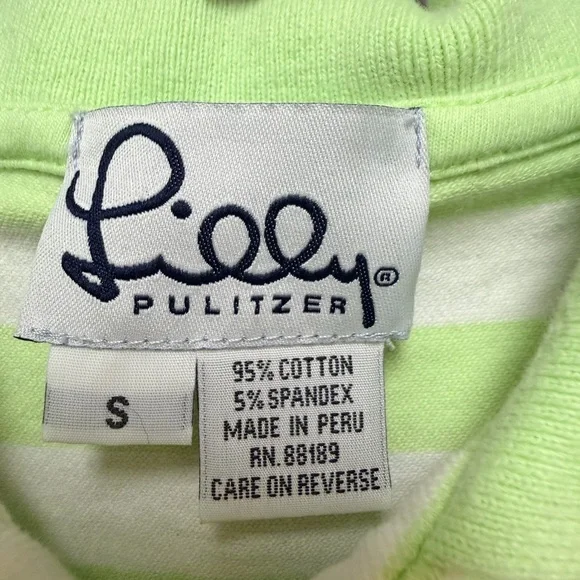 Lilly®
PULITZER
S
95% COTTON
5% SPANDEX
MADE IN PERU
RN. 88189
CARE ON REVERSE